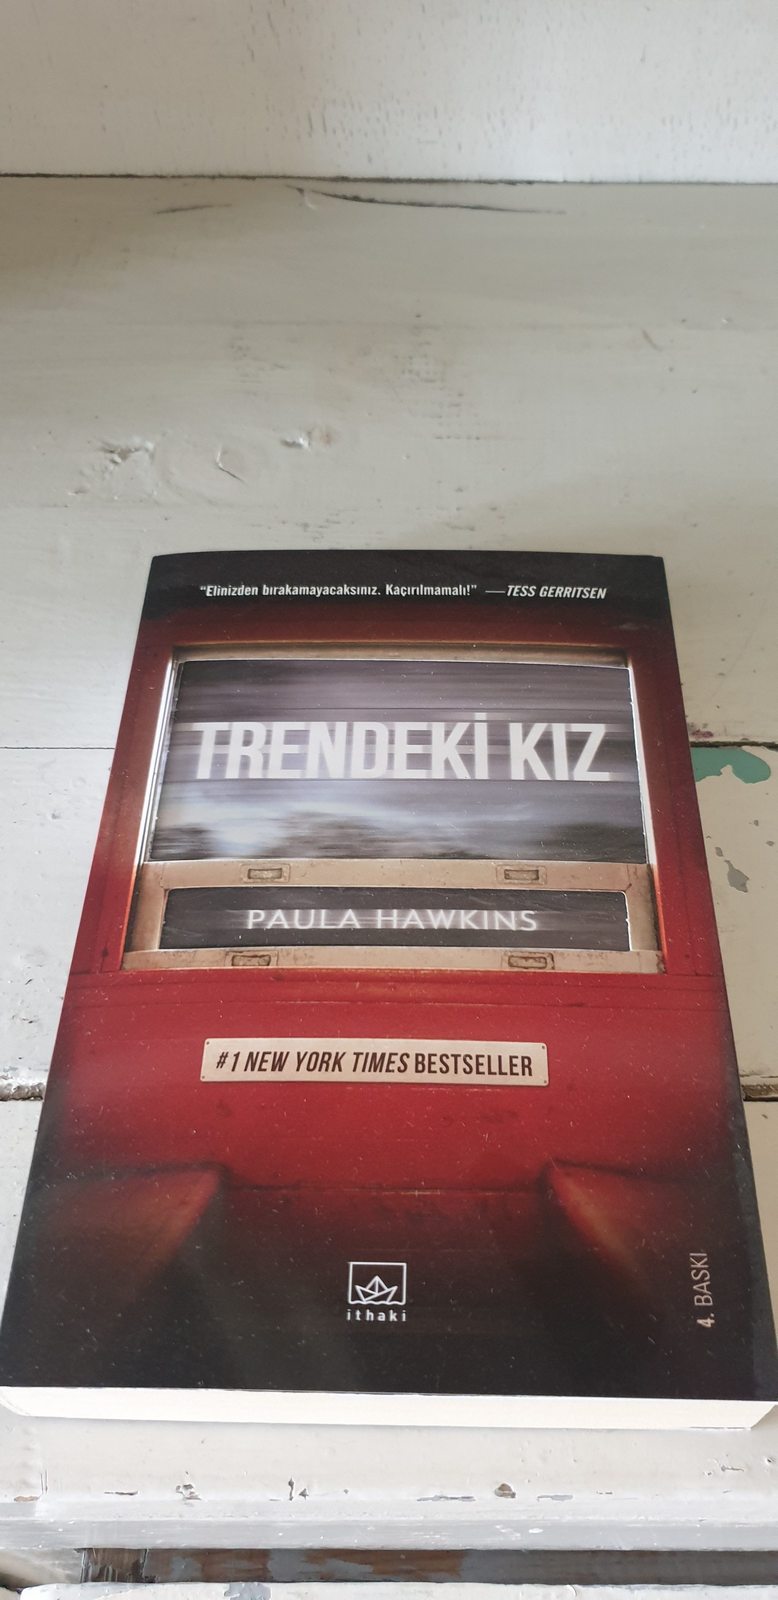 “Elinizden bırakamayacaksınız. Kaçırılmamalı!” —TESS GERRITSEN
TRENDEKİ KIZ
PAULA HAWKINS
#1 NEW YORK TIMES BESTSELLER
ithaki
4. BASKI